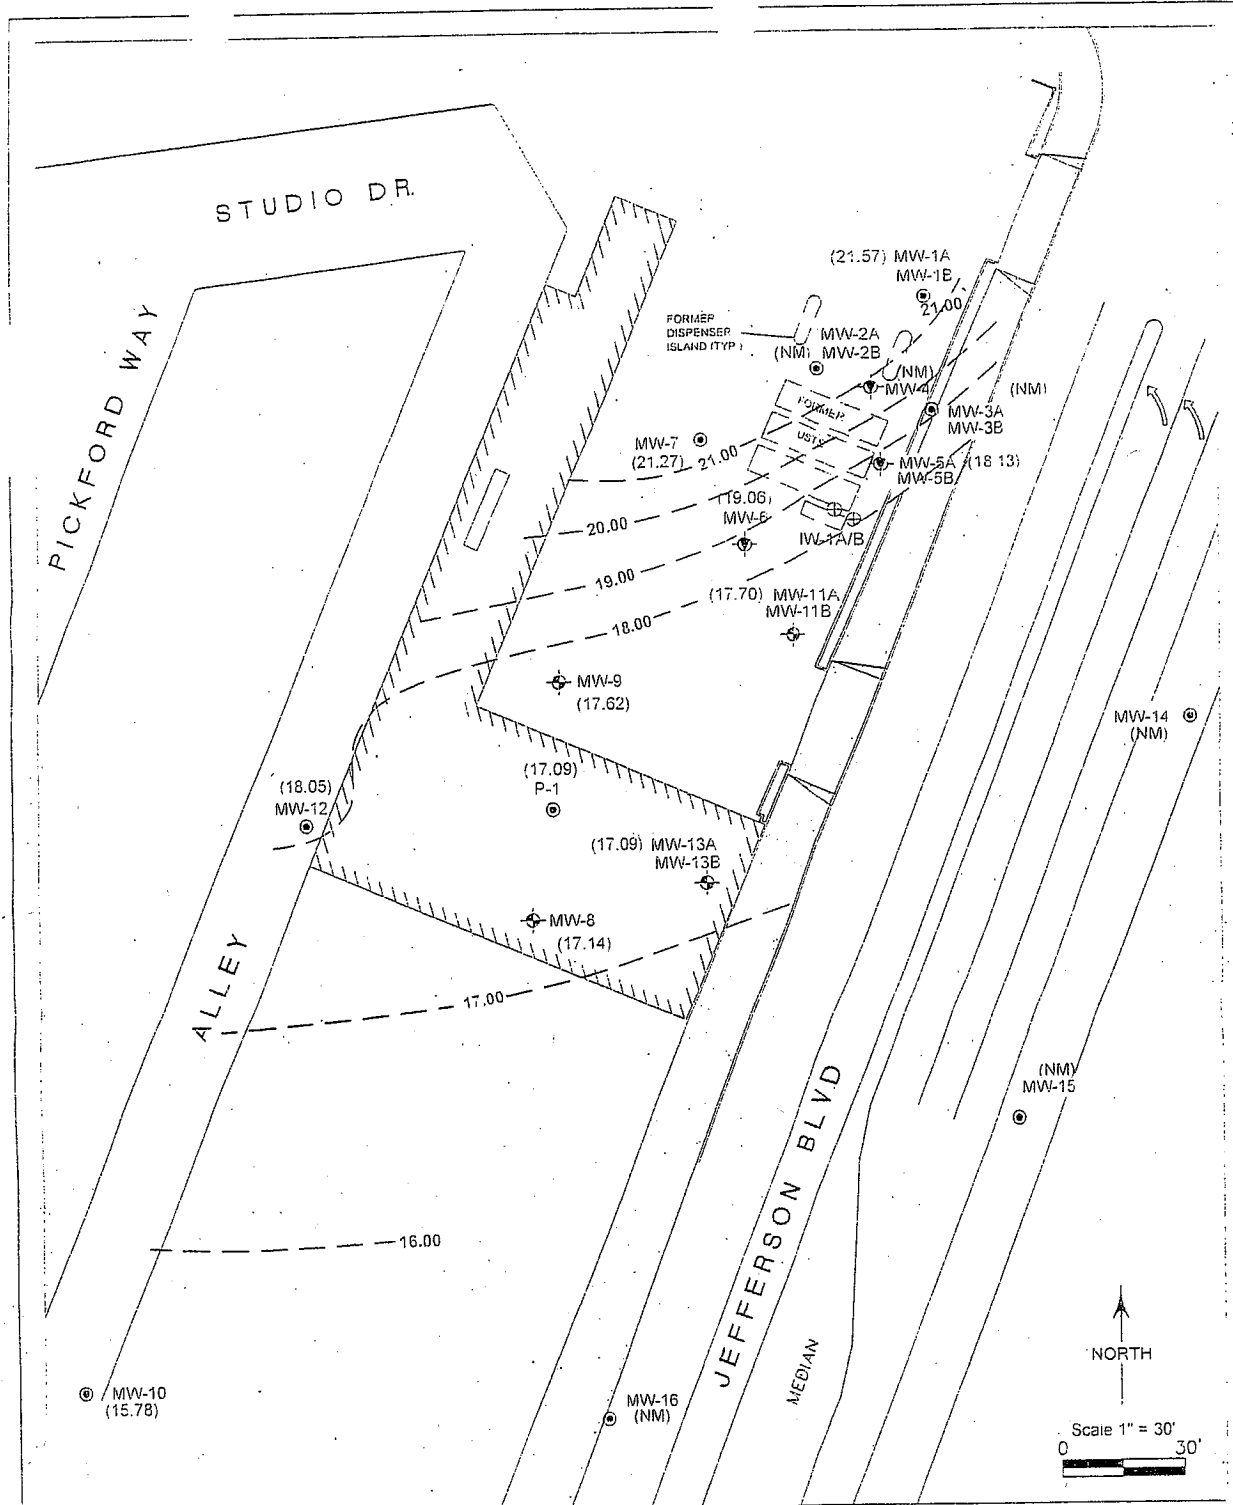 STUDIO DR.
PICKFORD WAY
(21.57) MW-1A
MW-1B
21.00
FORMER
DISPENSER
ISLAND (TYP.)
MW-2A
(NM) MW-2B
(NM)
MW-4
(NM)
MW-3A
MW-3B
FORMER
USTS
MW-7
(21.27)
21.00
MW-5A (18.13)
MW-5B
(19.06)
MW-6
20.00
IW-1A/B
19.00
(17.70) MW-11A
MW-11B
18.00
MW-9
(17.62)
MW-14
(NM)
(17.09)
P-1
(18.05)
MW-12
(17.09) MW-13A
MW-13B
MW-8
(17.14)
ALLEY
17.00
(NM)
MW-15
JEFFERSON BLVD
16.00
MEDIAN
NORTH
MW-10
(15.78)
MW-16
(NM)
Scale 1" = 30'
0 30'